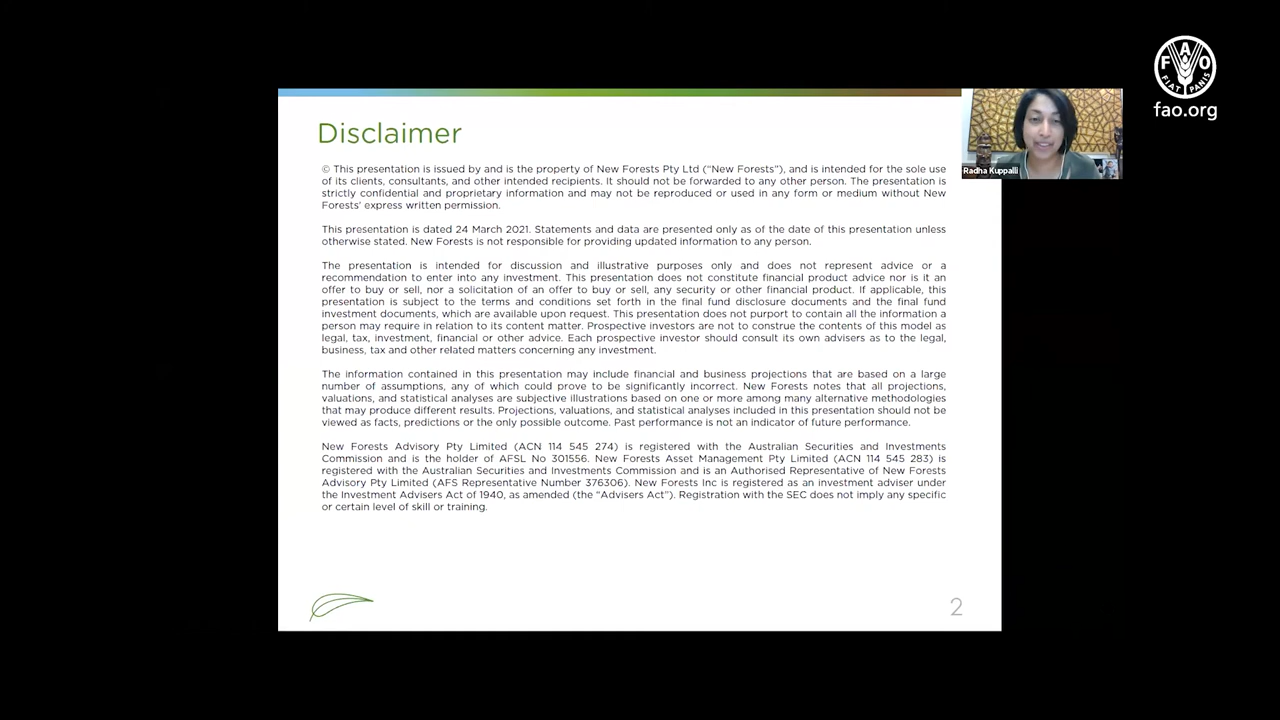 FAO
FIAT PANIS
fao.org
Disclaimer
Radha Kuppalli
© This presentation is issued by and is the property of New Forests Pty Ltd (“New Forests”), and is intended for the sole use
of its clients, consultants, and other intended recipients. It should not be forwarded to any other person. The presentation is
strictly confidential and proprietary information and may not be reproduced or used in any form or medium without New
Forests’ express written permission.
This presentation is dated 24 March 2021. Statements and data are presented only as of the date of this presentation unless
otherwise stated. New Forests is not responsible for providing updated information to any person.
The presentation is intended for discussion and illustrative purposes only and does not represent advice or a
recommendation to enter into any investment. This presentation does not constitute financial product advice nor is it an
offer to buy or sell, nor a solicitation of an offer to buy or sell, any security or other financial product. If applicable, this
presentation is subject to the terms and conditions set forth in the final fund disclosure documents and the final fund
investment documents, which are available upon request. This presentation does not purport to contain all the information a
person may require in relation to its content matter. Prospective investors are not to construe the contents of this model as
legal, tax, investment, financial or other advice. Each prospective investor should consult its own advisers as to the legal,
business, tax and other related matters concerning any investment.
The information contained in this presentation may include financial and business projections that are based on a large
number of assumptions, any of which could prove to be significantly incorrect. New Forests notes that all projections,
valuations, and statistical analyses are subjective illustrations based on one or more among many alternative methodologies
that may produce different results. Projections, valuations, and statistical analyses included in this presentation should not be
viewed as facts, predictions or the only possible outcome. Past performance is not an indicator of future performance.
New Forests Advisory Pty Limited (ACN 114 545 274) is registered with the Australian Securities and Investments
Commission and is the holder of AFSL No 301556. New Forests Asset Management Pty Limited (ACN 114 545 283) is
registered with the Australian Securities and Investments Commission and is an Authorised Representative of New Forests
Advisory Pty Limited (AFS Representative Number 376306). New Forests Inc is registered as an investment adviser under
the Investment Advisers Act of 1940, as amended (the “Advisers Act”). Registration with the SEC does not imply any specific
or certain level of skill or training.
2